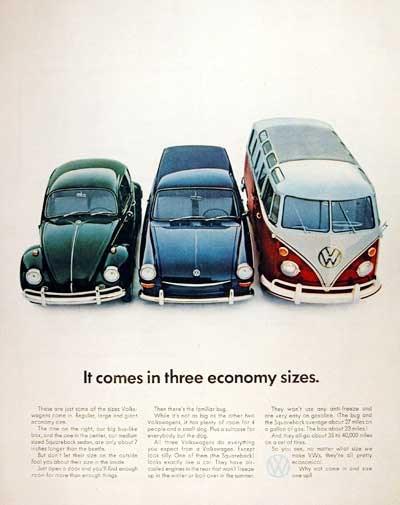 It comes in three economy sizes.
These are just some of the sizes Volks-
wagens come in. Regular, large and giant
economy size.
The one on the right, our big bus-like
box, and the one in the center, our medium
sized Squareback sedan, are only about 7
inches longer than the beetle.
But don't let their size on the outside
fool you about their size in the inside.
Just open a door and you'll find enough
room for more than enough things.
Then there's the familiar bug.
While it's not as big as the other two
Volkswagens, it has plenty of room for 4
people and a small dog. Plus a suitcase for
everybody but the dog.
All three Volkswagens do everything
you expect from a Volkswagen. Except
look silly. One of them (the Squareback)
looks exactly like a car. They have air-
cooled engines in the rear that won't freeze
up in the winter or boil over in the summer.
They won't use any anti-freeze and
are very easy on gasoline. (The bug and
the Squareback average about 27 miles on
a gallon of gas. The box about 23 miles.)
And they all go about 35 to 40,000 miles
on a set of tires.
So you see, no matter what size we
make VWs, they're all pretty
economical.
Why not come in and size
one up?